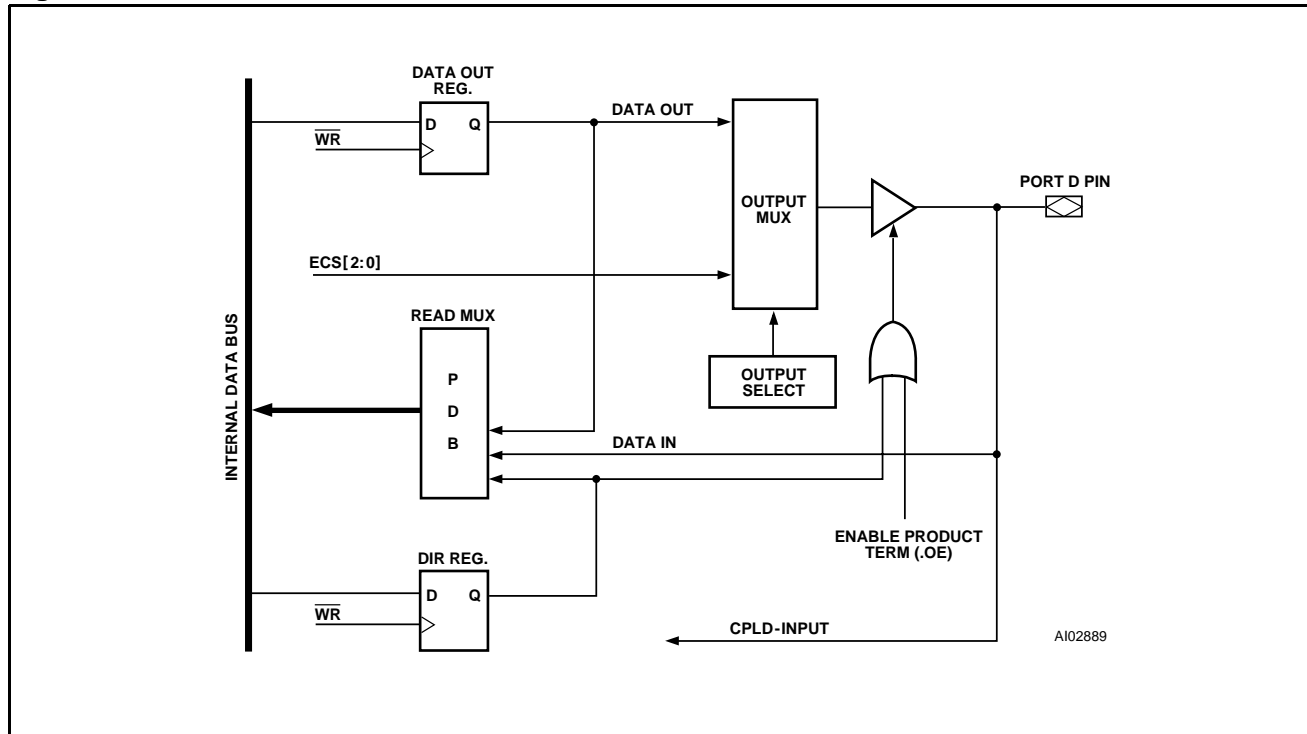 DATA OUT
REG.
D Q
WR
DATA OUT
OUTPUT
MUX
PORT D PIN
ECS[2:0]
READ MUX
P
D
B
OUTPUT
SELECT
INTERNAL DATA BUS
DATA IN
ENABLE PRODUCT
TERM (.OE)
DIR REG.
D Q
WR
CPLD-INPUT
AI02889